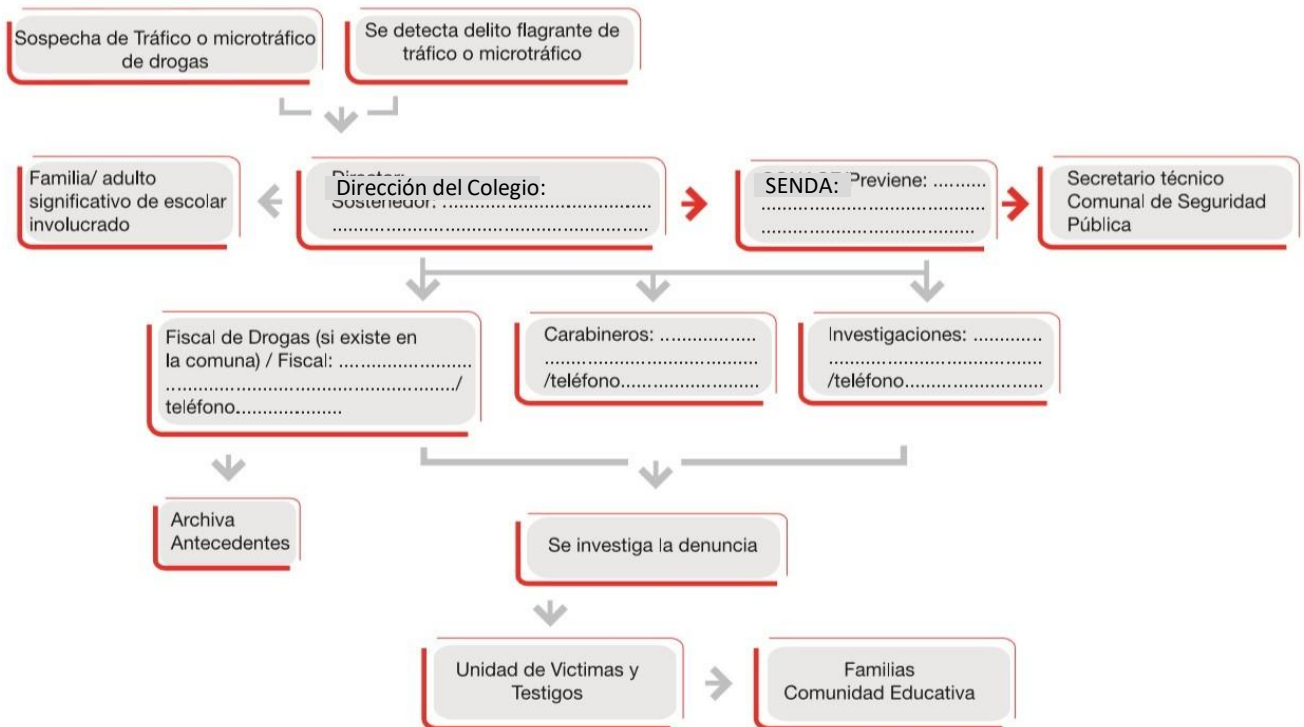 Sospecha de Tráfico o microtráfico
de drogas
Se detecta delito flagrante de
tráfico o microtráfico
Familia/ adulto
significativo de escolar
involucrado
Dirección del Colegio:
Sostenedor: ........................................
............................................................
SENDA: /Previene: ..........
..........................................
........................................
Secretario técnico
Comunal de Seguridad
Pública
Fiscal de Drogas (si existe en
la comuna) / Fiscal: .........................
......................................................../
teléfono.....................
Carabineros: ...................
..........................................
/teléfono...........................
Investigaciones: .............
..........................................
/teléfono...........................
Archiva
Antecedentes
Se investiga la denuncia
Unidad de Victimas y
Testigos
Familias
Comunidad Educativa